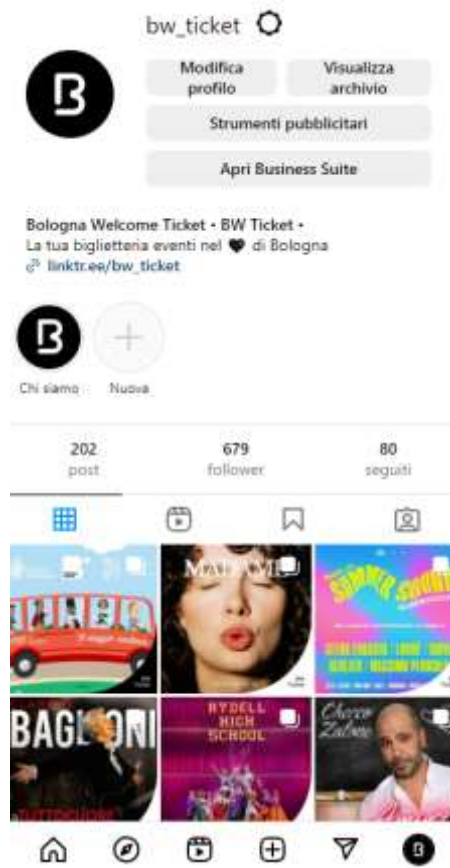 bw_ticket
Modifica
profilo
Visualizza
archivio
Strumenti pubblicitari
Apri Business Suite
Bologna Welcome Ticket • BW Ticket •
La tua biglietteria eventi nel 🖤 di Bologna
linktr.ee/bw_ticket
Chi siamo
Nuova
202
post
679
follower
80
seguiti
MADAME
SUMMER
BAGLIONI
RYDELL
HIGH
SCHOOL
Checco
Zalone